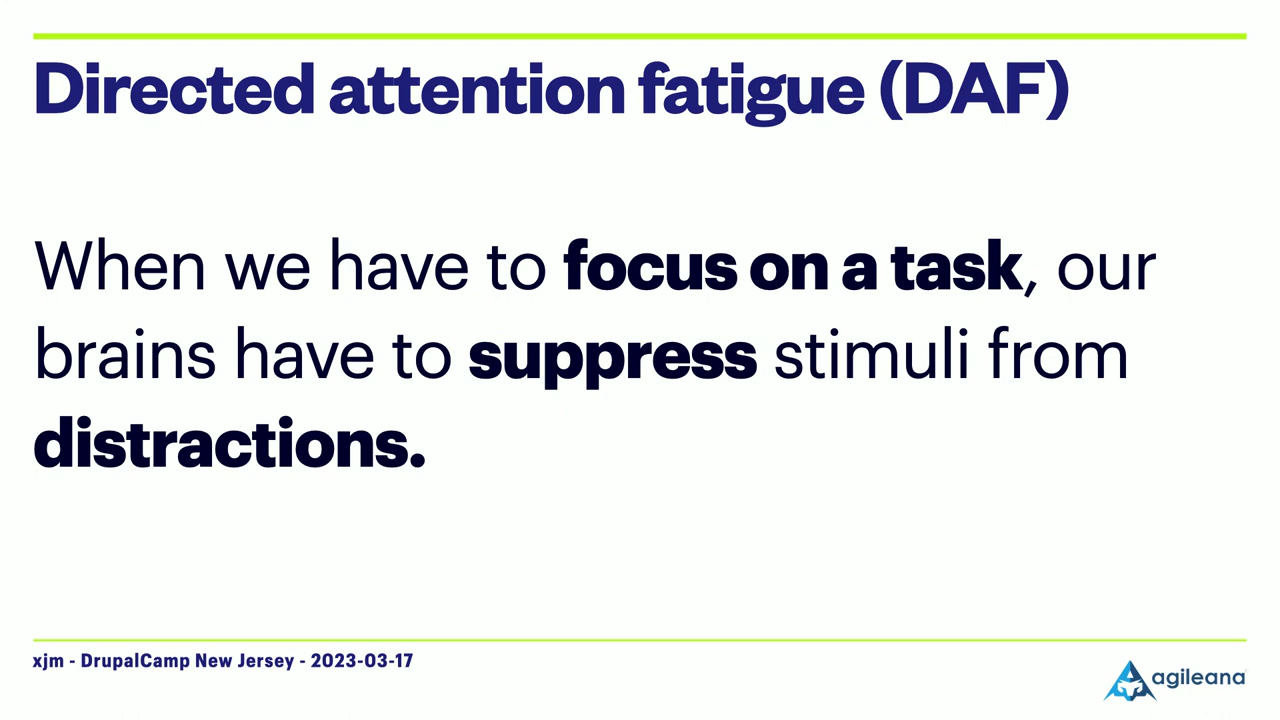 Directed attention fatigue (DAF)
When we have to focus on a task, our
brains have to suppress stimuli from
distractions.
xjm - DrupalCamp New Jersey - 2023-03-17
agileana